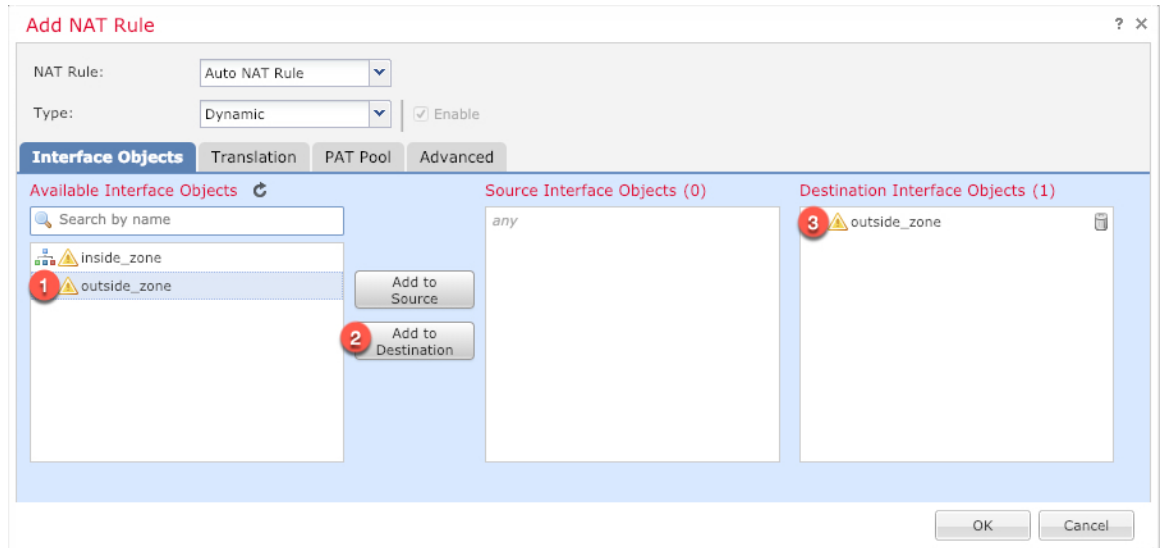 Add NAT Rule
? ×
NAT Rule:
Auto NAT Rule
Type:
Dynamic
Enable
Interface Objects
Translation
PAT Pool
Advanced
Available Interface Objects
Source Interface Objects (0)
Destination Interface Objects (1)
Search by name
any
3 outside_zone
inside_zone
1 outside_zone
Add to
Source
2 Add to
Destination
OK
Cancel